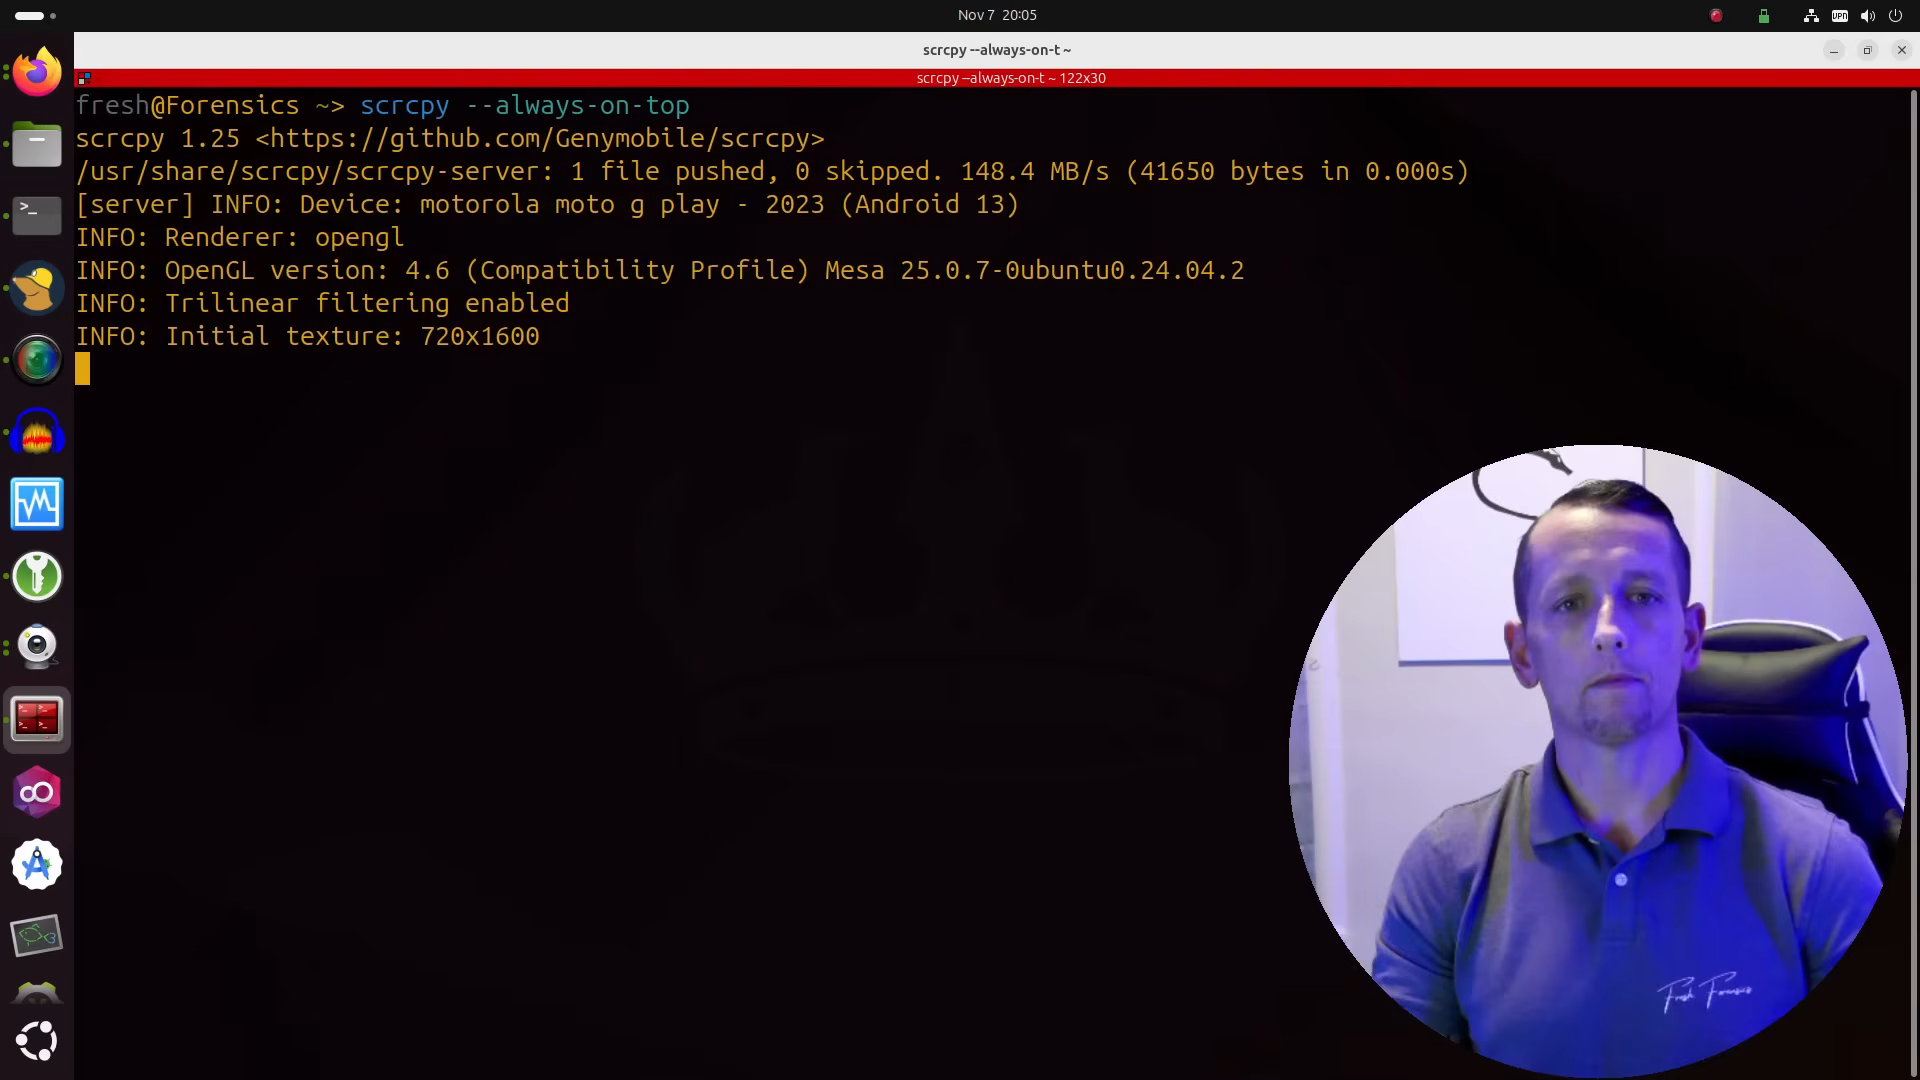 Nov 7 20:05
VPN
scrcpy --always-on-t ~
scrcpy --always-on-t ~ 122x30
fresh@Forensics ~> scrcpy --always-on-top
scrcpy 1.25 <https://github.com/Genymobile/scrcpy>
/usr/share/scrcpy/scrcpy-server: 1 file pushed, 0 skipped. 148.4 MB/s (41650 bytes in 0.000s)
[server] INFO: Device: motorola moto g play - 2023 (Android 13)
INFO: Renderer: opengl
INFO: OpenGL version: 4.6 (Compatibility Profile) Mesa 25.0.7-0ubuntu0.24.04.2
INFO: Trilinear filtering enabled
INFO: Initial texture: 720x1600
Fresh Forensics